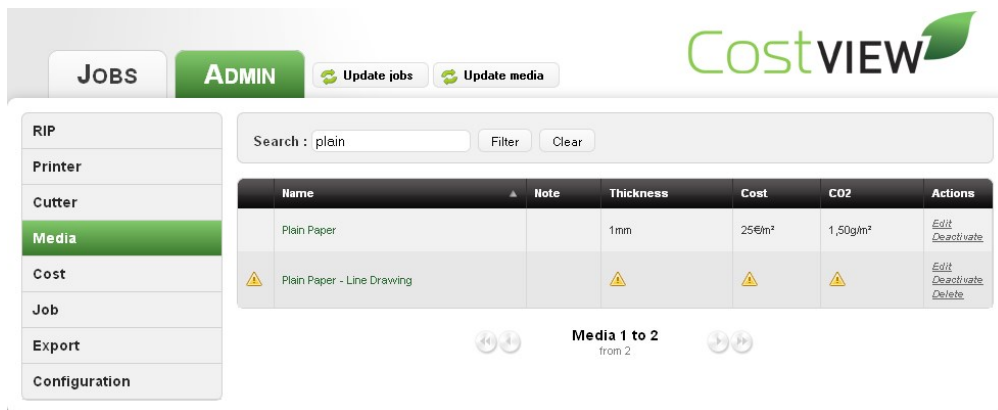 COSTVIEW
JOBS ADMIN Update jobs Update media
RIP
Printer
Cutter
Media
Cost
Job
Export
Configuration
Search : plain Filter Clear
Name Note Thickness Cost CO2 Actions
Plain Paper 1mm 25€/m² 1,50g/m² Edit
Deactivate
Plain Paper - Line Drawing Edit
Deactivate
Delete
Media 1 to 2
from 2